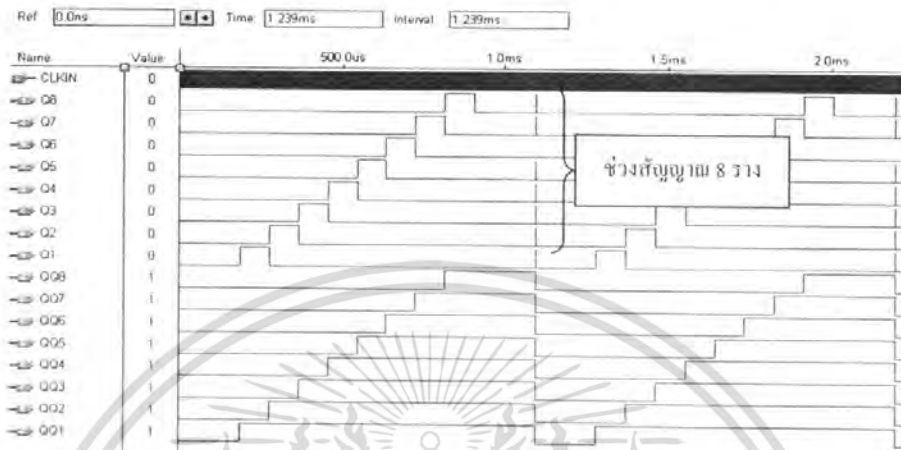 Ref: 0.0ns Time: 1.239ms Interval: 1.239ms
Name Value 500.0us 1.0ms 1.5ms 2.0ms
CLKIN 0
Q8 0
Q7 0
Q6 0
Q5 0
Q4 0
Q3 0
Q2 0
Q1 0
ช่วงสัญญาณ 8 ราง
QQ8 1
QQ7 1
QQ6 1
QQ5 1
QQ4 1
QQ3 1
QQ2 1
QQ1 1